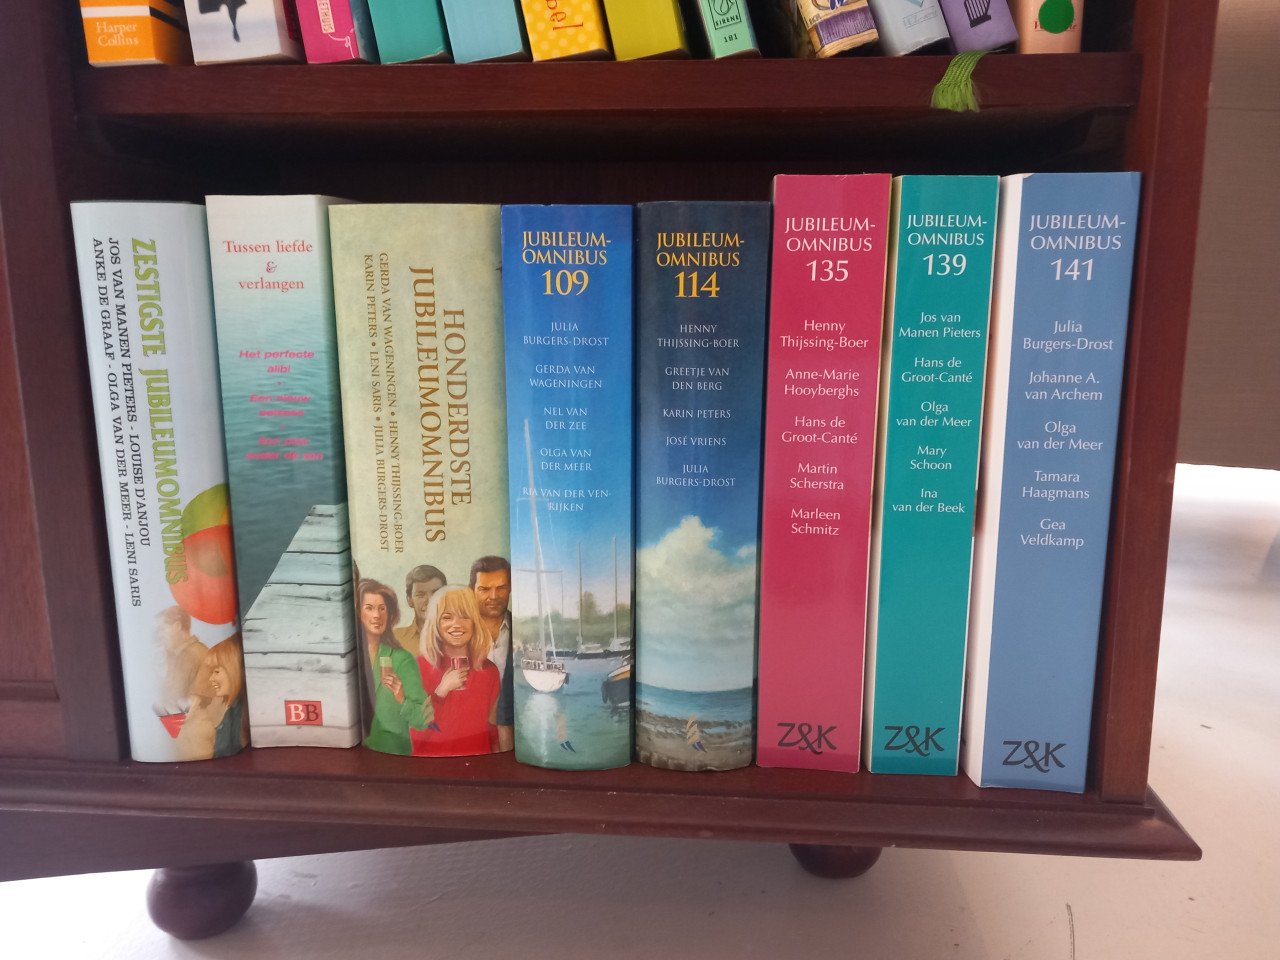 Harper
Collins
SIRENE
181
ZESTIGSTE JUBILEUMOMNIBUS
JOS VAN MANEN PIETERS - LOUISE D'ANJOU
ANKE DE GRAAF - OLGA VAN DER MEER - LENI SARIS
Tussen liefde
&
verlangen
Het perfecte
alibi
Een nieuw
BB
HONDERDSTE
JUBILEUMOMNIBUS
GERDA VAN WAGENINGEN • HENNY THIJSSING-BOER
KARIN PETERS • LENI SARIS • JULIA BURGERS-DROST
JUBILEUM-
OMNIBUS
109
JULIA
BURGERS-DROST
GERDA VAN
WAGENINGEN
NEL VAN
DER ZEE
OLGA VAN
DER MEER
RIA VAN DER VEN-
RIJKEN
JUBILEUM-
OMNIBUS
114
HENNY
THIJSSING-BOER
GREETJE VAN
DEN BERG
KARIN PETERS
JOSÉ VRIENS
JULIA
BURGERS-DROST
JUBILEUM-
OMNIBUS
135
Henny
Thijssing-Boer
Anne-Marie
Hooyberghs
Hans de
Groot-Canté
Martin
Scherstra
Marleen
Schmitz
Z&K
JUBILEUM-
OMNIBUS
139
Jos van
Manen Pieters
Hans de
Groot-Canté
Olga
van der Meer
Mary
Schoon
Ina
van der Beek
Z&K
JUBILEUM-
OMNIBUS
141
Julia
Burgers-Drost
Johanne A.
van Archem
Olga
van der Meer
Tamara
Haagmans
Gea
Veldkamp
Z&K